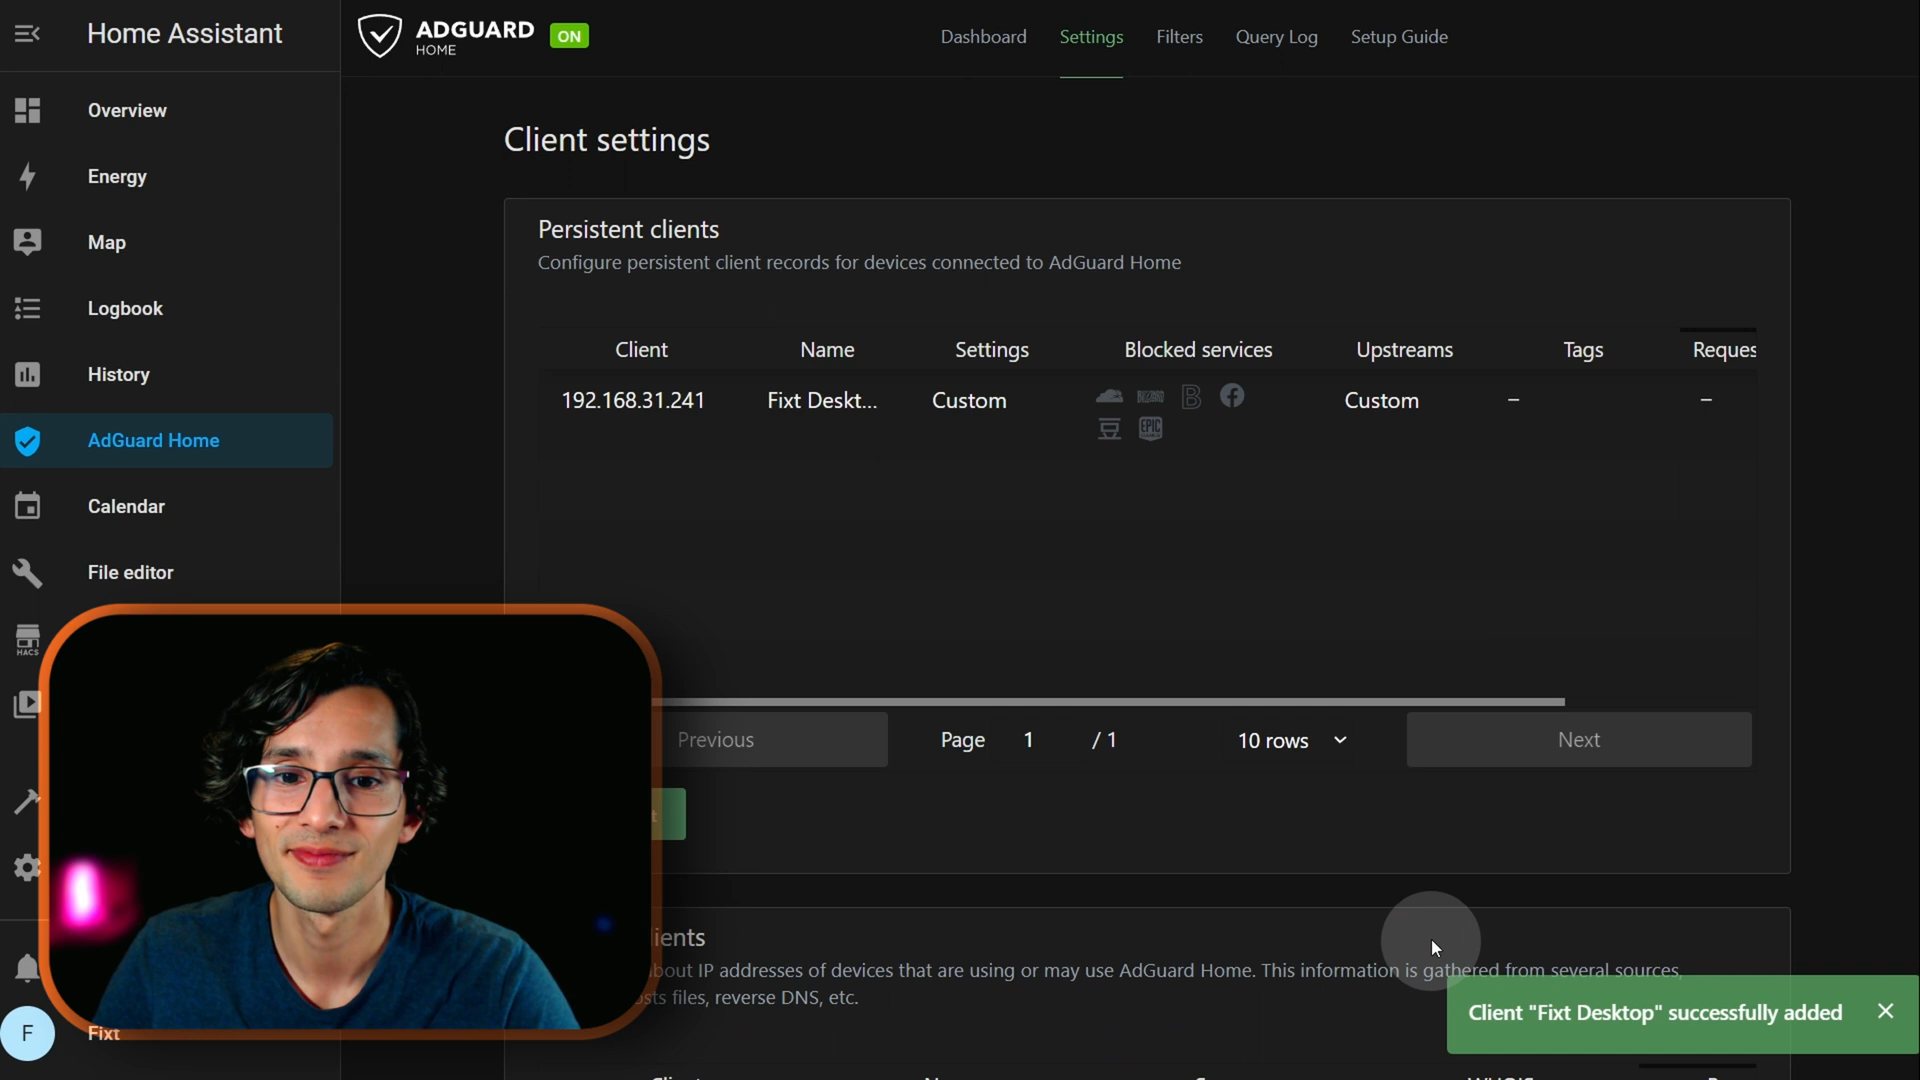 Home Assistant
ADGUARD
HOME
ON
Dashboard
Settings
Filters
Query Log
Setup Guide
Overview
Energy
Map
Logbook
History
AdGuard Home
Calendar
File editor
HACS
F
Fixt
Client settings
Persistent clients
Configure persistent client records for devices connected to AdGuard Home
Client
Name
Settings
Blocked services
Upstreams
Tags
Reques
192.168.31.241
Fixt Deskt...
Custom
BLIZZARD
EPIC
Custom
–
–
Previous
Page
1
/ 1
10 rows
Next
t
ients
bout IP addresses of devices that are using or may use AdGuard Home. This information is gathered from several sources,
sts files, reverse DNS, etc.
Client "Fixt Desktop" successfully added